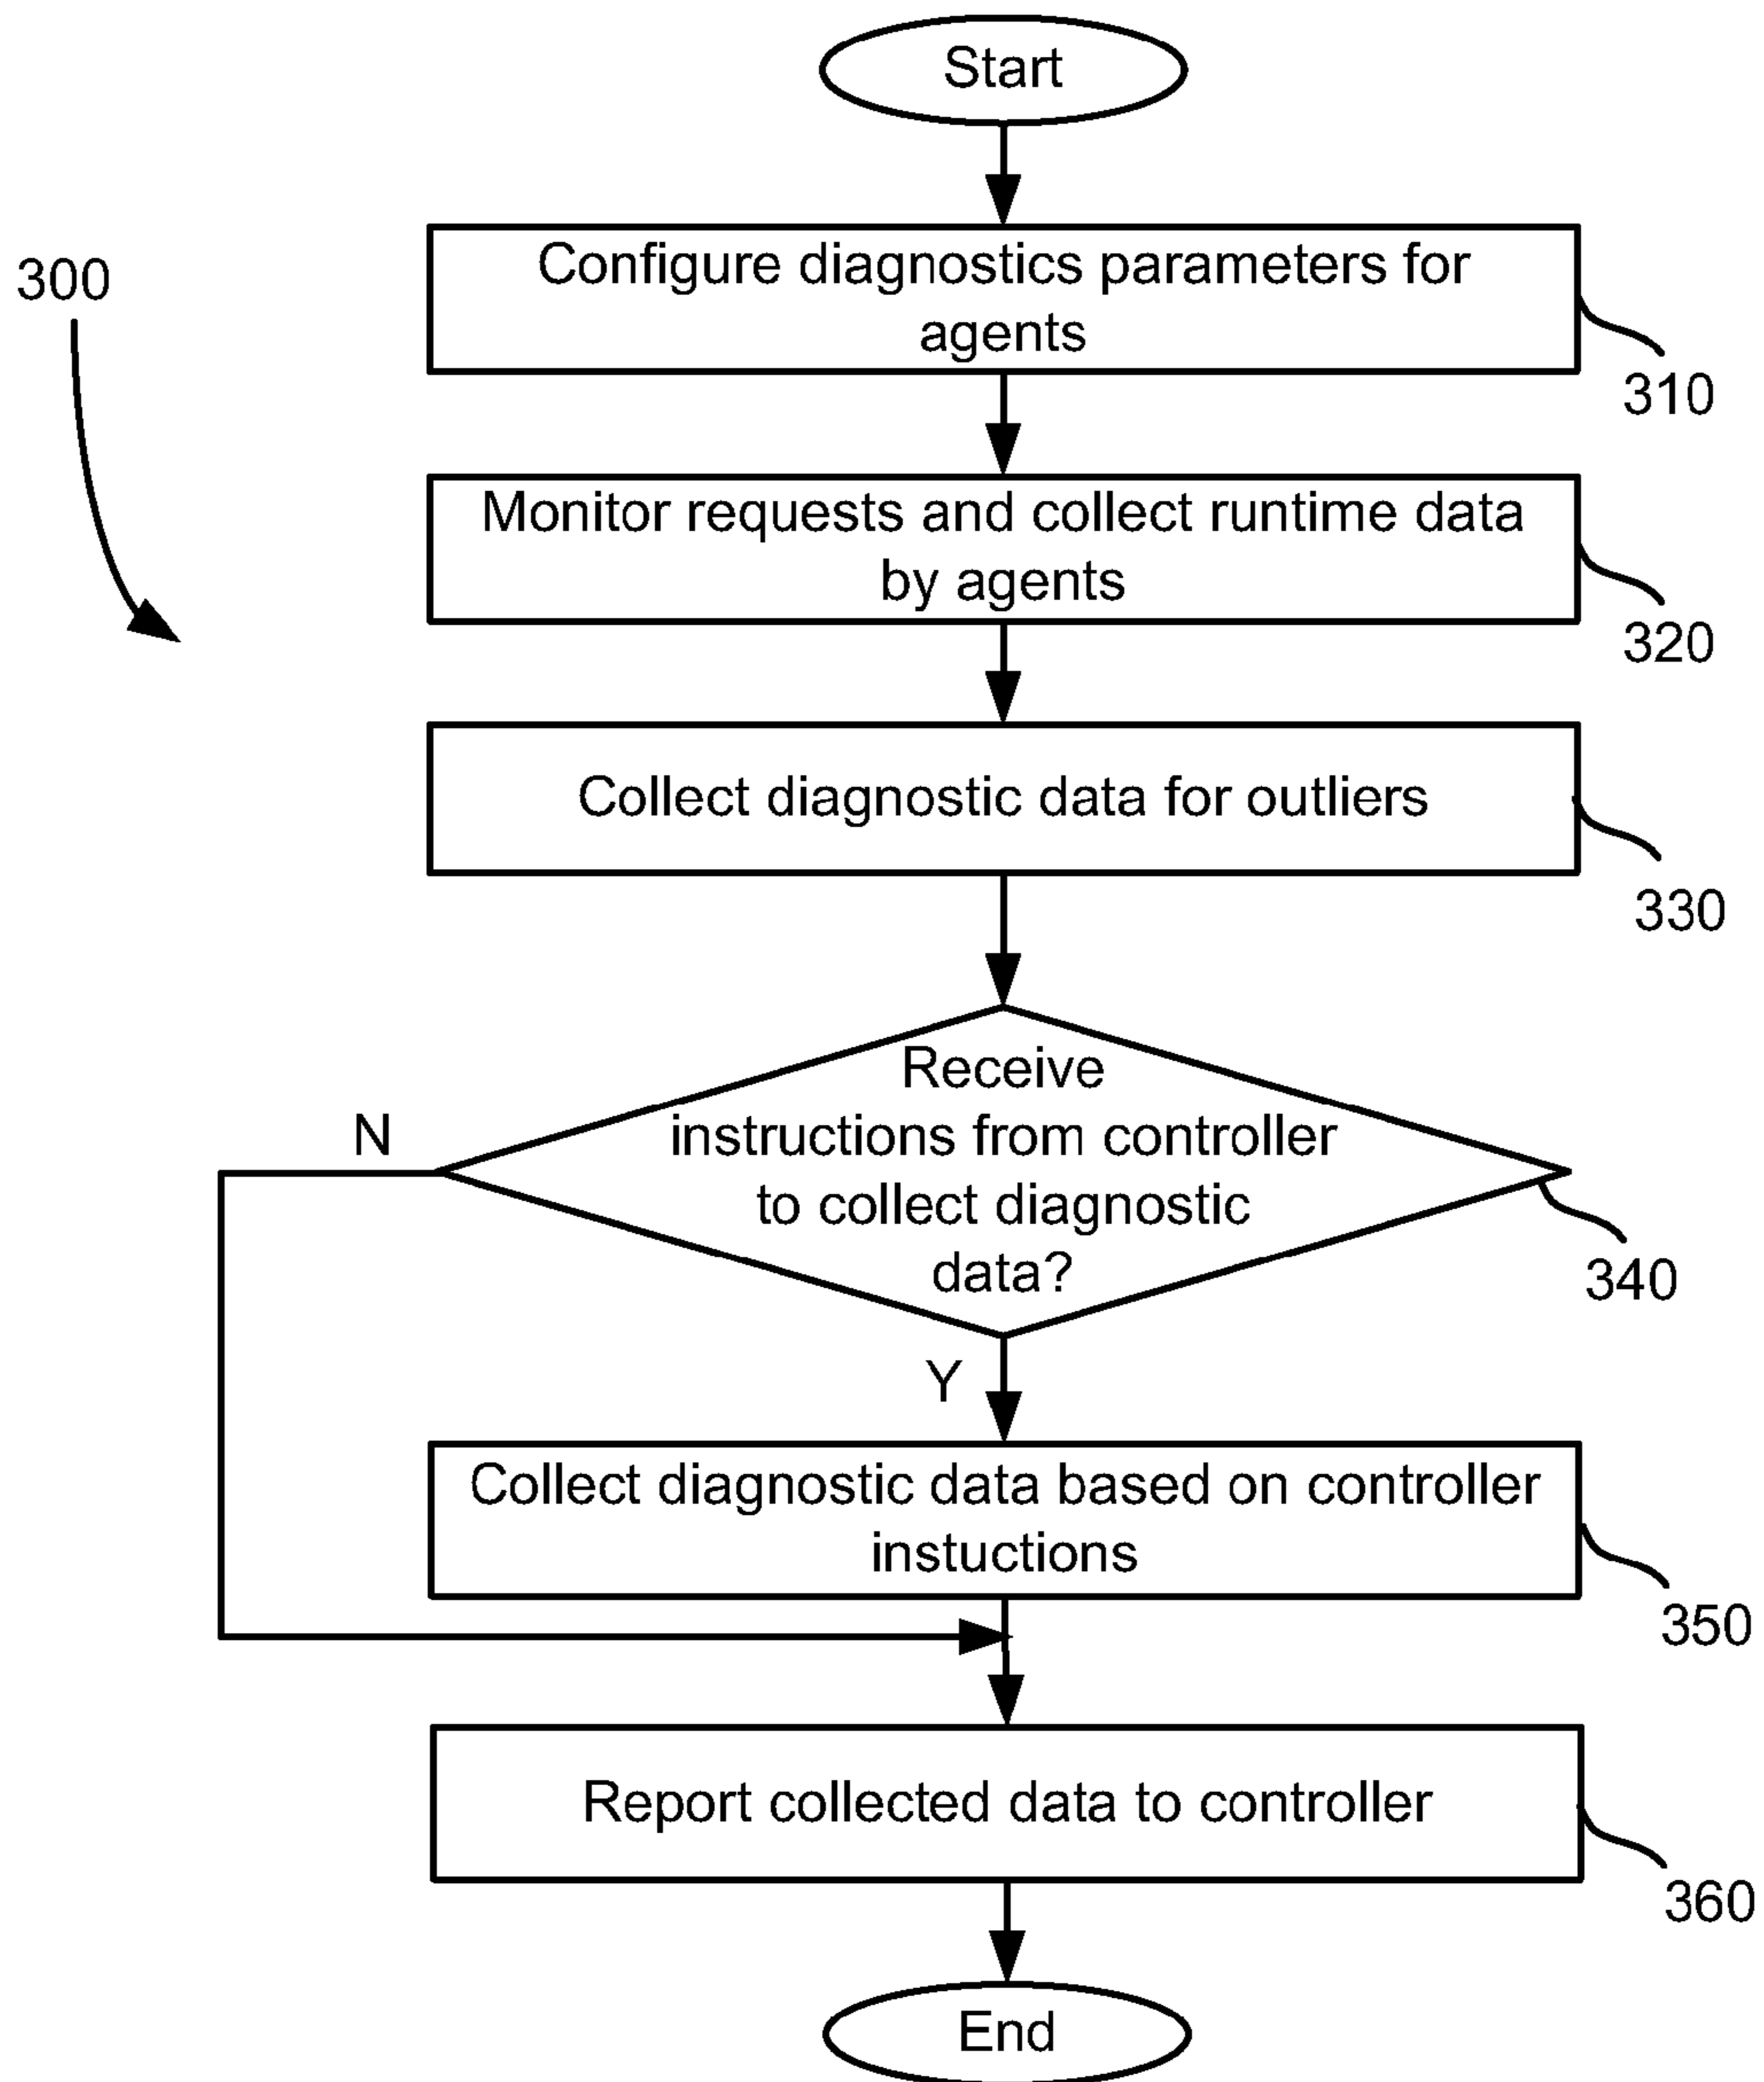 Start
300
Configure diagnostics parameters for
agents
310
Monitor requests and collect runtime data
by agents
320
Collect diagnostic data for outliers
330
Receive
instructions from controller
to collect diagnostic
data?
N
340
Y
Collect diagnostic data based on controller
instuctions
350
Report collected data to controller
360
End